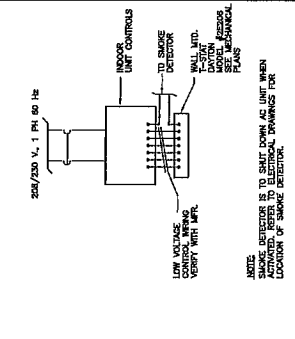 208/230 V., 1 PH 60 Hz
INDOOR
UNIT CONTROLS
TO SMOKE
DETECTOR
WALL MTD.
T-STAT
DAYTON
MODEL #2E206
SEE MECHANICAL
PLANS
LOW VOLTAGE
CONTROL WIRING
VERIFY WITH MFR.
NOTE:
SMOKE DETECTOR IS TO SHUT DOWN AC UNIT WHEN
ACTIVATED. REFER TO ELECTRICAL DRAWINGS FOR
LOCATION OF SMOKE DETECTOR.